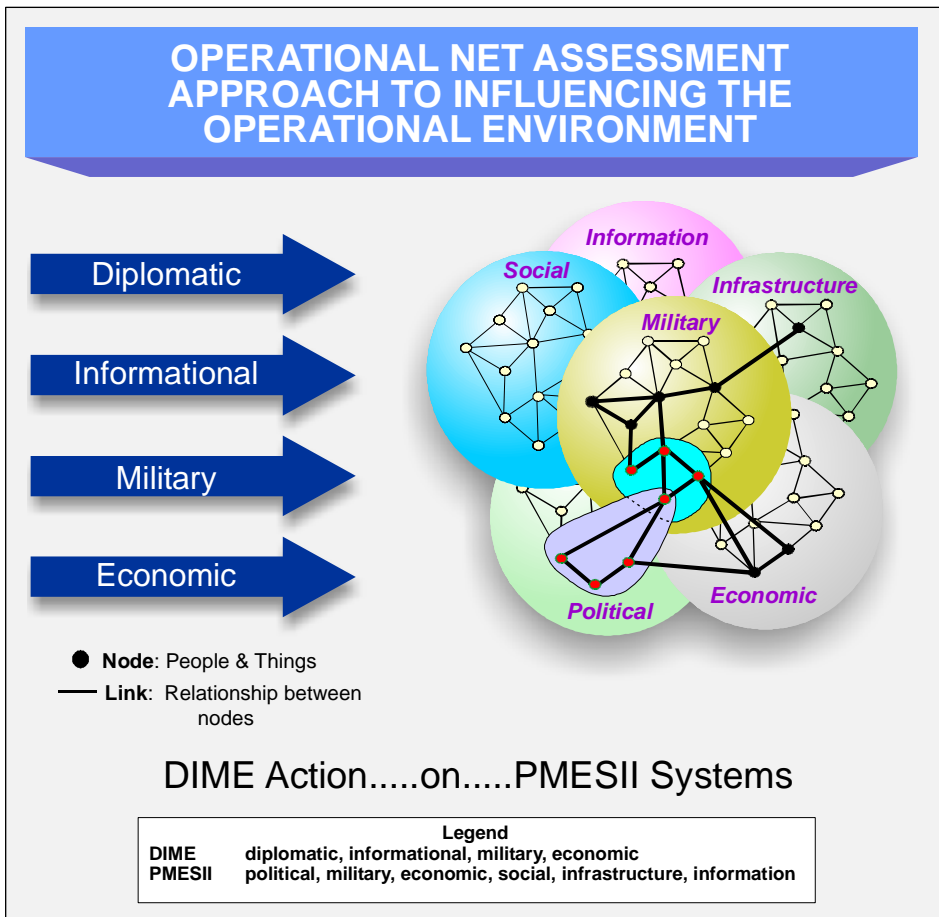 OPERATIONAL NET ASSESSMENT
APPROACH TO INFLUENCING THE
OPERATIONAL ENVIRONMENT
Diplomatic
Informational
Military
Economic
Information
Social
Infrastructure
Military
Economic
Political
Node: People & Things
Link: Relationship between
nodes
DIME Action.....on.....PMESII Systems
Legend
DIME diplomatic, informational, military, economic
PMESII political, military, economic, social, infrastructure, information